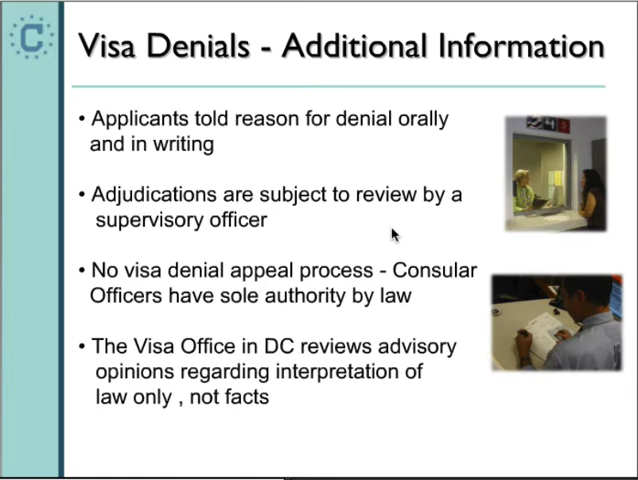 C
Visa Denials - Additional Information
• Applicants told reason for denial orally
and in writing
• Adjudications are subject to review by a
supervisory officer
• No visa denial appeal process - Consular
Officers have sole authority by law
• The Visa Office in DC reviews advisory
opinions regarding interpretation of
law only , not facts